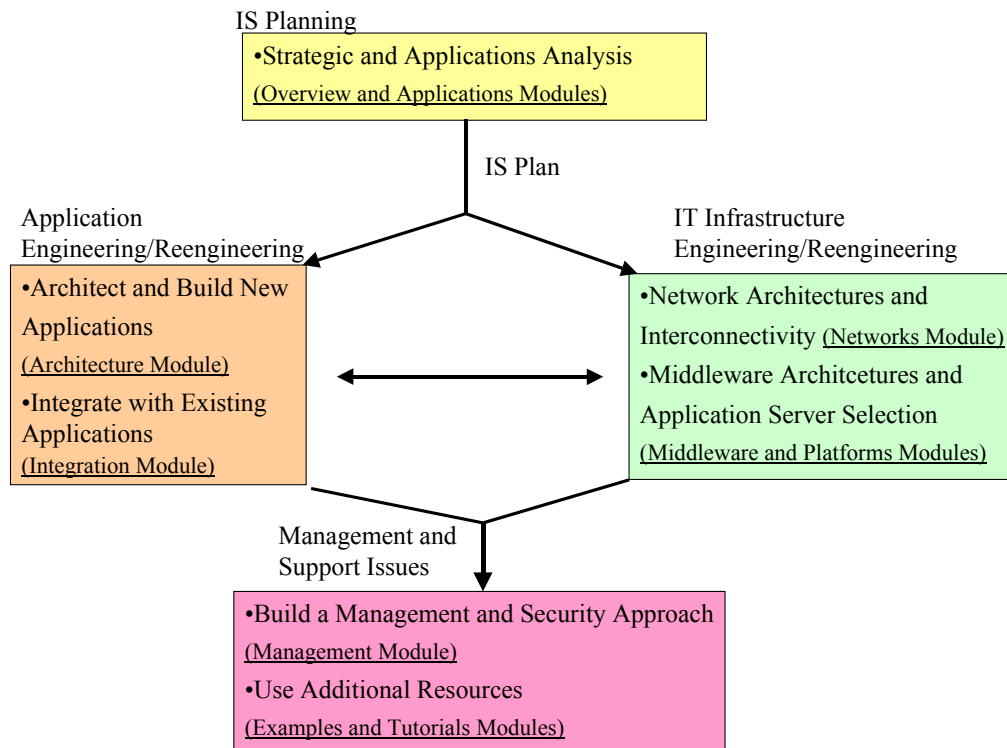 IS Planning
•Strategic and Applications Analysis
(Overview and Applications Modules)
IS Plan
Application
Engineering/Reengineering
•Architect and Build New
Applications
(Architecture Module)
•Integrate with Existing
Applications
(Integration Module)
IT Infrastructure
Engineering/Reengineering
•Network Architectures and
Interconnectivity (Networks Module)
•Middleware Architcetures and
Application Server Selection
(Middleware and Platforms Modules)
Management and
Support Issues
•Build a Management and Security Approach
(Management Module)
•Use Additional Resources
(Examples and Tutorials Modules)